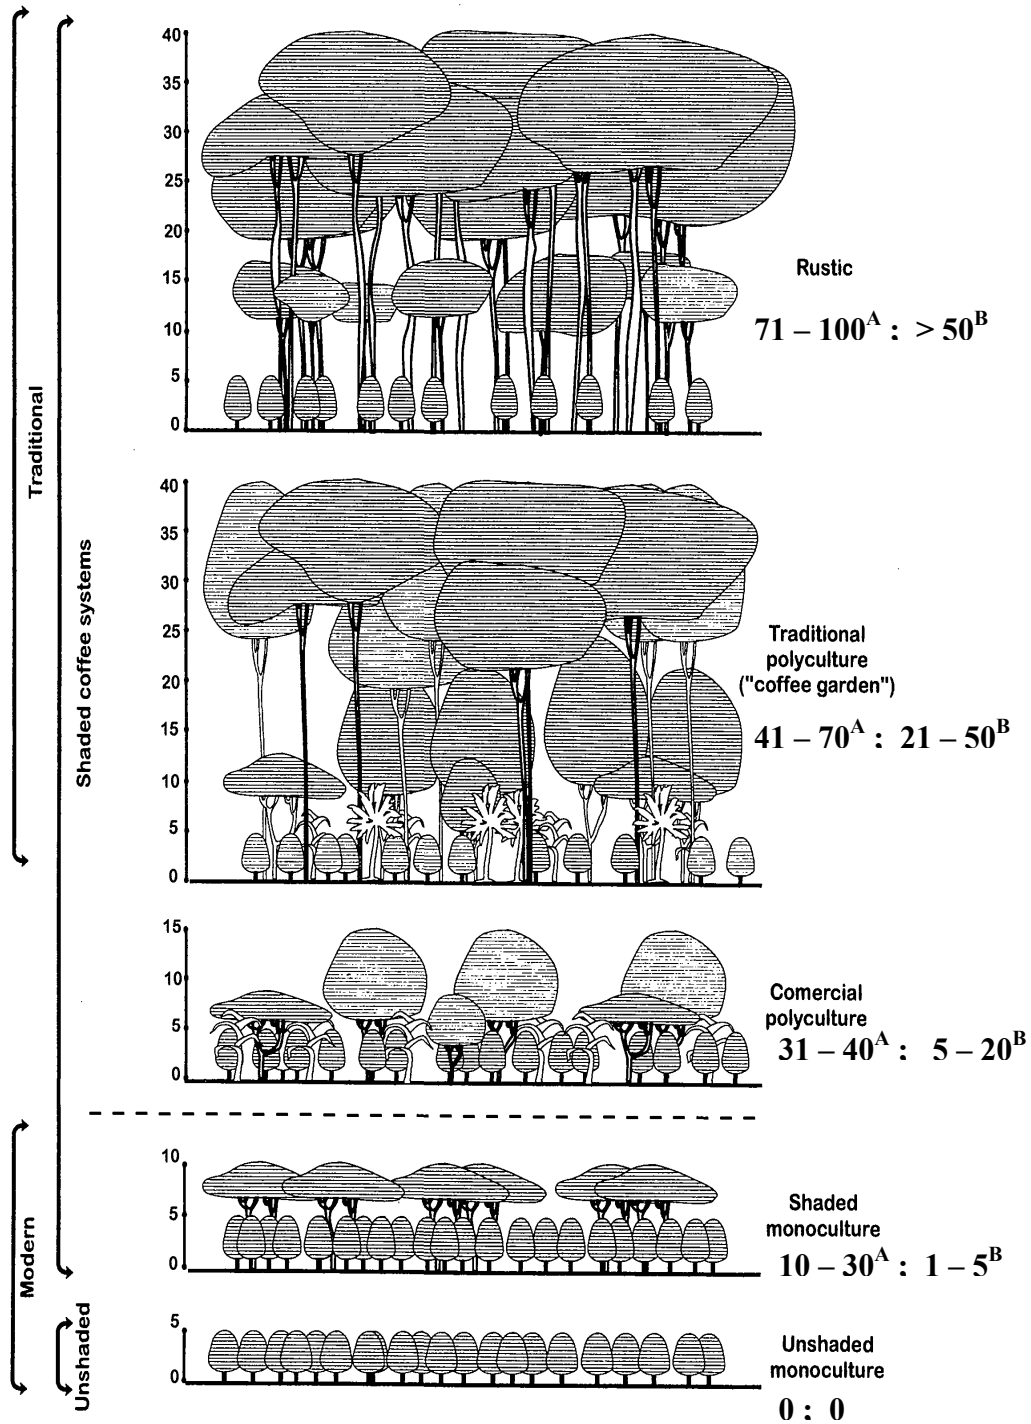 Traditional
Shaded coffee systems
Modern
Unshaded
40
35
30
25
20
15
10
5
0
Rustic
71 – 100ᴬ ; > 50ᴮ
40
35
30
25
20
15
10
5
0
Traditional
polyculture
("coffee garden")
41 – 70ᴬ ; 21 – 50ᴮ
15
10
5
0
Comercial
polyculture
31 – 40ᴬ ; 5 – 20ᴮ
10
5
0
Shaded
monoculture
10 – 30ᴬ ; 1 – 5ᴮ
5
0
Unshaded
monoculture
0 ; 0